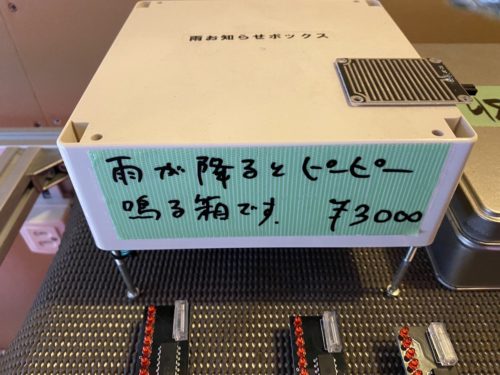 雨お知らせボックス
雨が降るとピーピー
鳴る箱です. ¥3000